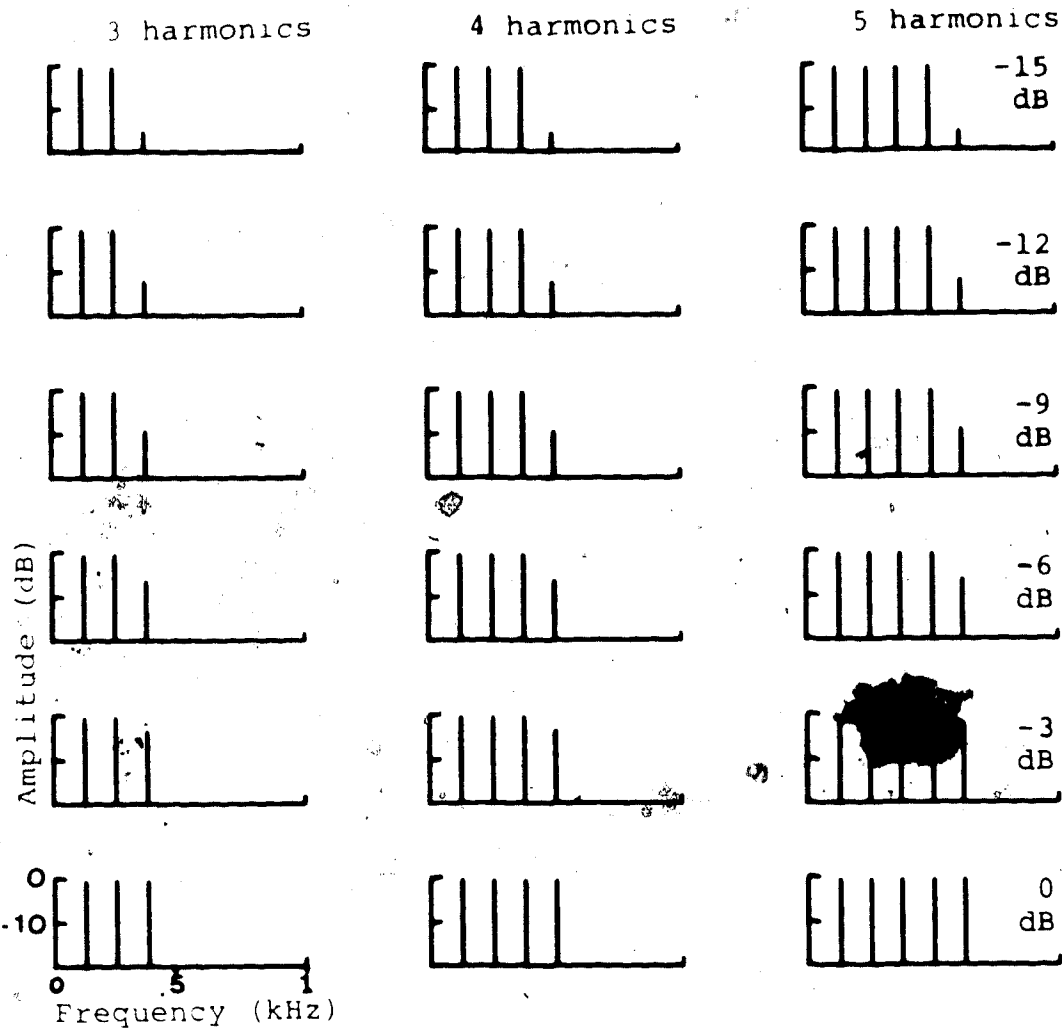 3 harmonics
4 harmonics
5 harmonics
-15
dB
-12
dB
-9
dB
-6
dB
-3
dB
0
dB
Amplitude (dB)
0
-10
0
.5
1
Frequency (kHz)